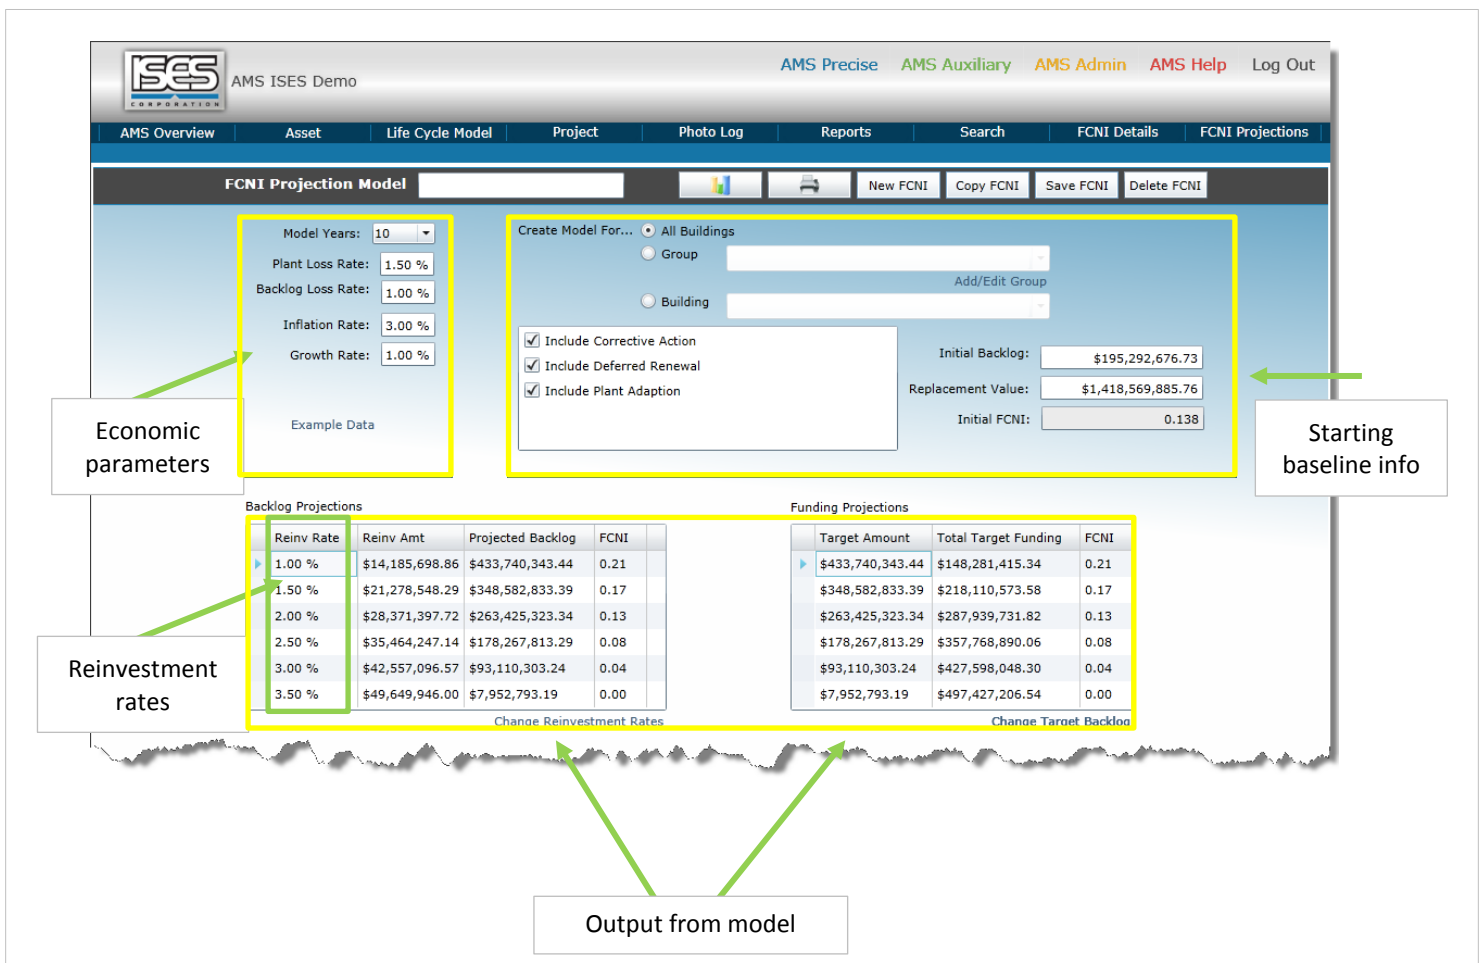 ISES
CORPORATION
AMS ISES Demo
AMS Precise AMS Auxiliary AMS Admin AMS Help Log Out
AMS Overview Asset Life Cycle Model Project Photo Log Reports Search FCNI Details FCNI Projections
FCNI Projection Model New FCNI Copy FCNI Save FCNI Delete FCNI
Model Years: 10
Plant Loss Rate: 1.50 %
Backlog Loss Rate: 1.00 %
Inflation Rate: 3.00 %
Growth Rate: 1.00 %
Example Data
Create Model For... All Buildings
Group
Add/Edit Group
Building
Include Corrective Action
Include Deferred Renewal
Include Plant Adaption
Initial Backlog: $195,292,676.73
Replacement Value: $1,418,569,885.76
Initial FCNI: 0.138
Economic
parameters
Starting
baseline info
Backlog Projections
Reinv Rate Reinv Amt Projected Backlog FCNI
1.00 % $14,185,698.86 $433,740,343.44 0.21
1.50 % $21,278,548.29 $348,582,833.39 0.17
2.00 % $28,371,397.72 $263,425,323.34 0.13
2.50 % $35,464,247.14 $178,267,813.29 0.08
3.00 % $42,557,096.57 $93,110,303.24 0.04
3.50 % $49,649,946.00 $7,952,793.19 0.00
Change Reinvestment Rates
Funding Projections
Target Amount Total Target Funding FCNI
$433,740,343.44 $148,281,415.34 0.21
$348,582,833.39 $218,110,573.58 0.17
$263,425,323.34 $287,939,731.82 0.13
$178,267,813.29 $357,768,890.06 0.08
$93,110,303.24 $427,598,048.30 0.04
$7,952,793.19 $497,427,206.54 0.00
Change Target Backlog
Reinvestment
rates
Output from model